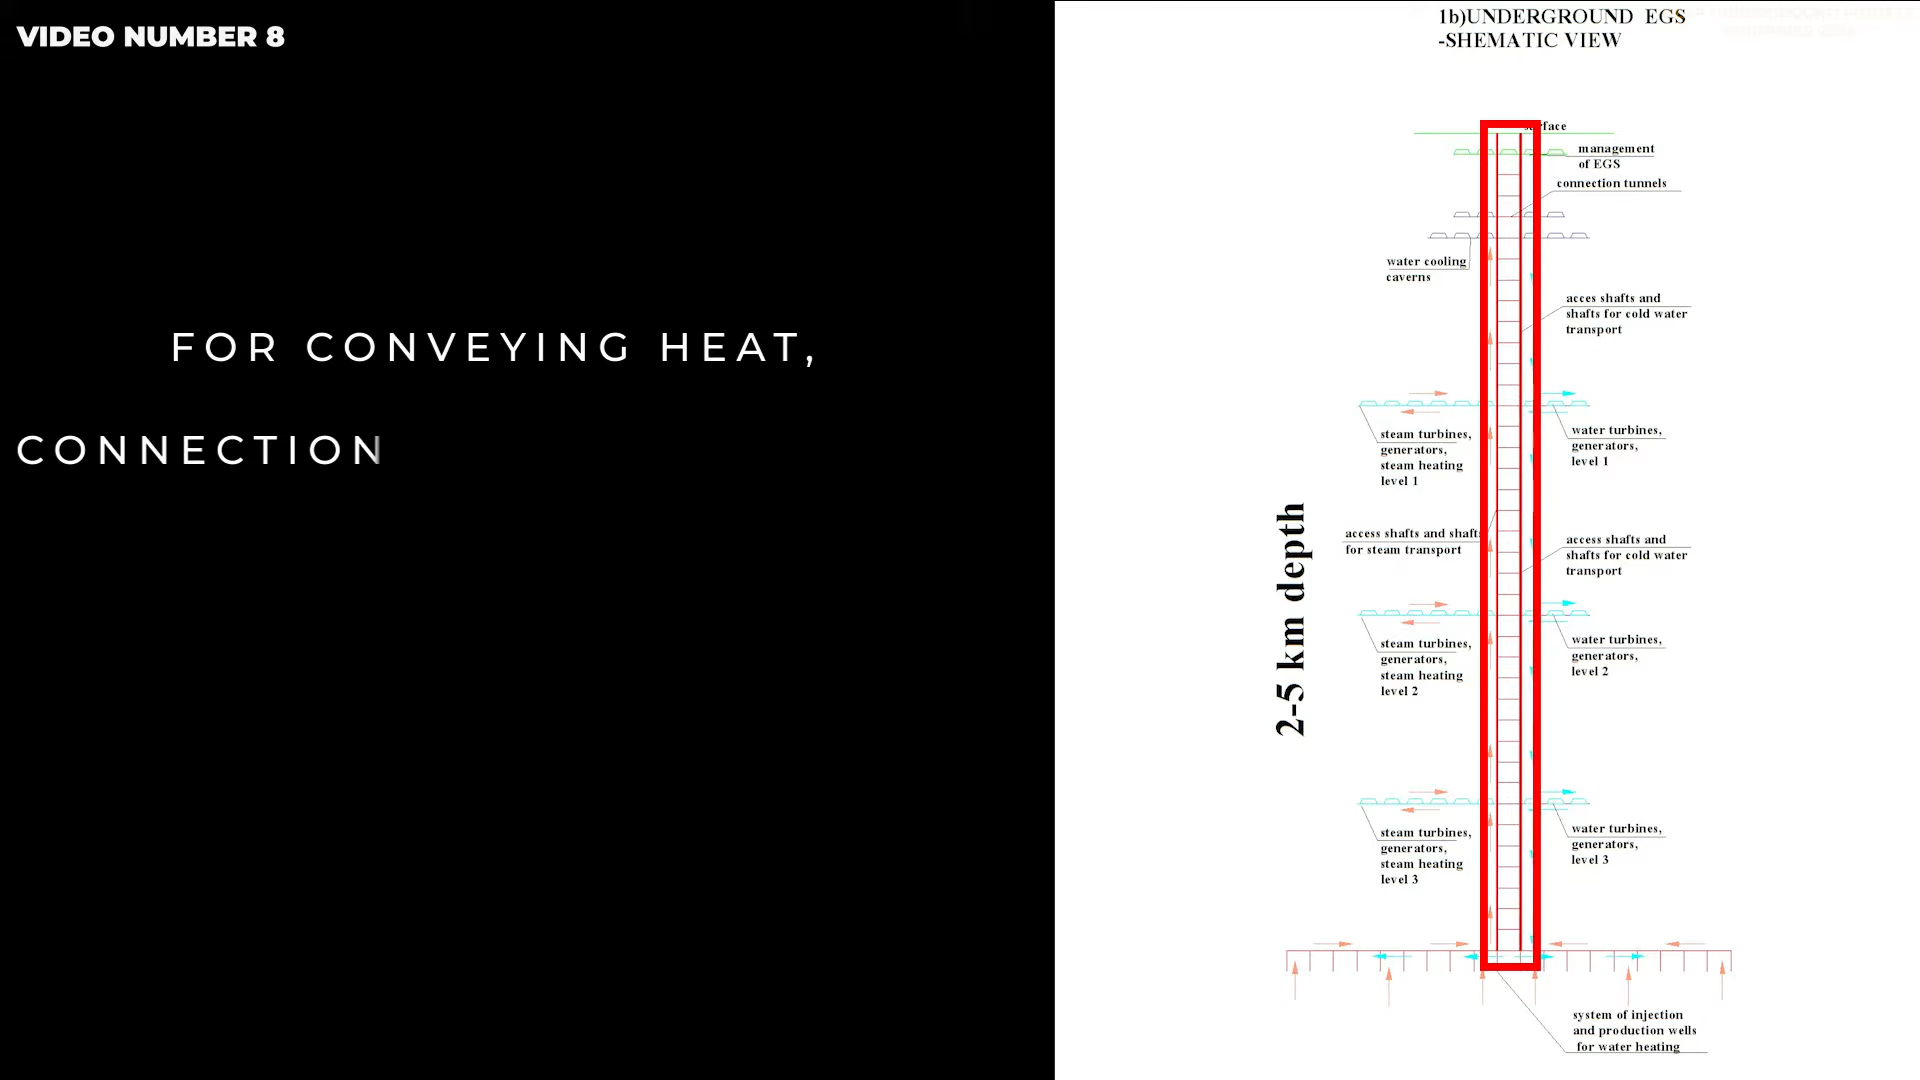 VIDEO NUMBER 8
FOR CONVEYING HEAT,
CONNECTION
1b)UNDERGROUND EGS
-SHEMATIC VIEW
management
of EGS
connection tunnels
water cooling
caverns
acces shafts and
shafts for cold water
transport
steam turbines,
generators,
steam heating
level 1
water turbines,
generators,
level 1
2-5 km depth
access shafts and shafts
for steam transport
access shafts and
shafts for cold water
transport
steam turbines,
generators,
steam heating
level 2
water turbines,
generators,
level 2
steam turbines,
generators,
steam heating
level 3
water turbines,
generators,
level 3
system of injection
and production wells
for water heating